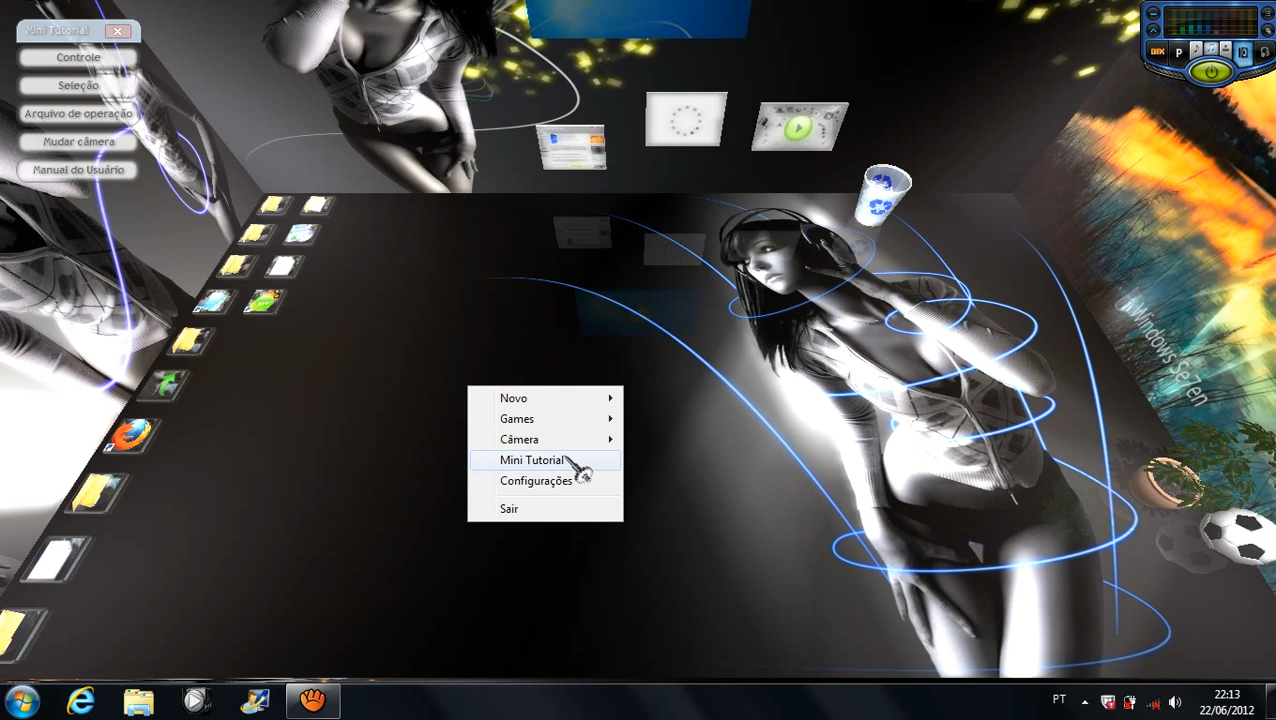 Mini Tutorial
Controle
Seleção
Arquivo de operação
Mudar câmera
Manual do Usuário
Windows Se7en
Novo
Games
Câmera
Mini Tutorial
Configurações
Sair
PT
22:13
22/06/2012